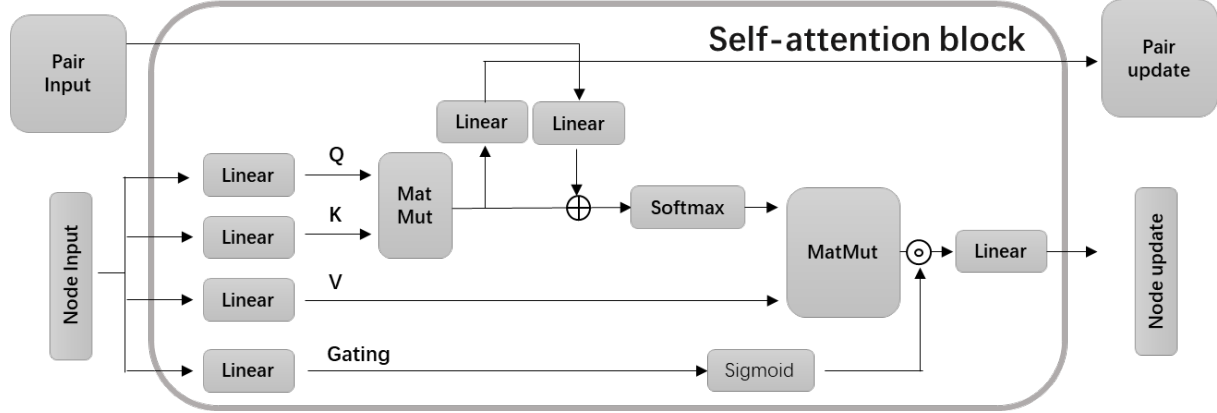 Self-attention block
Pair
Input
Pair
update
Linear
Linear
Linear
Q
Mat
Mut
Linear
K
Softmax
MatMut
Linear
Node Input
Node update
Linear
V
Linear
Gating
Sigmoid